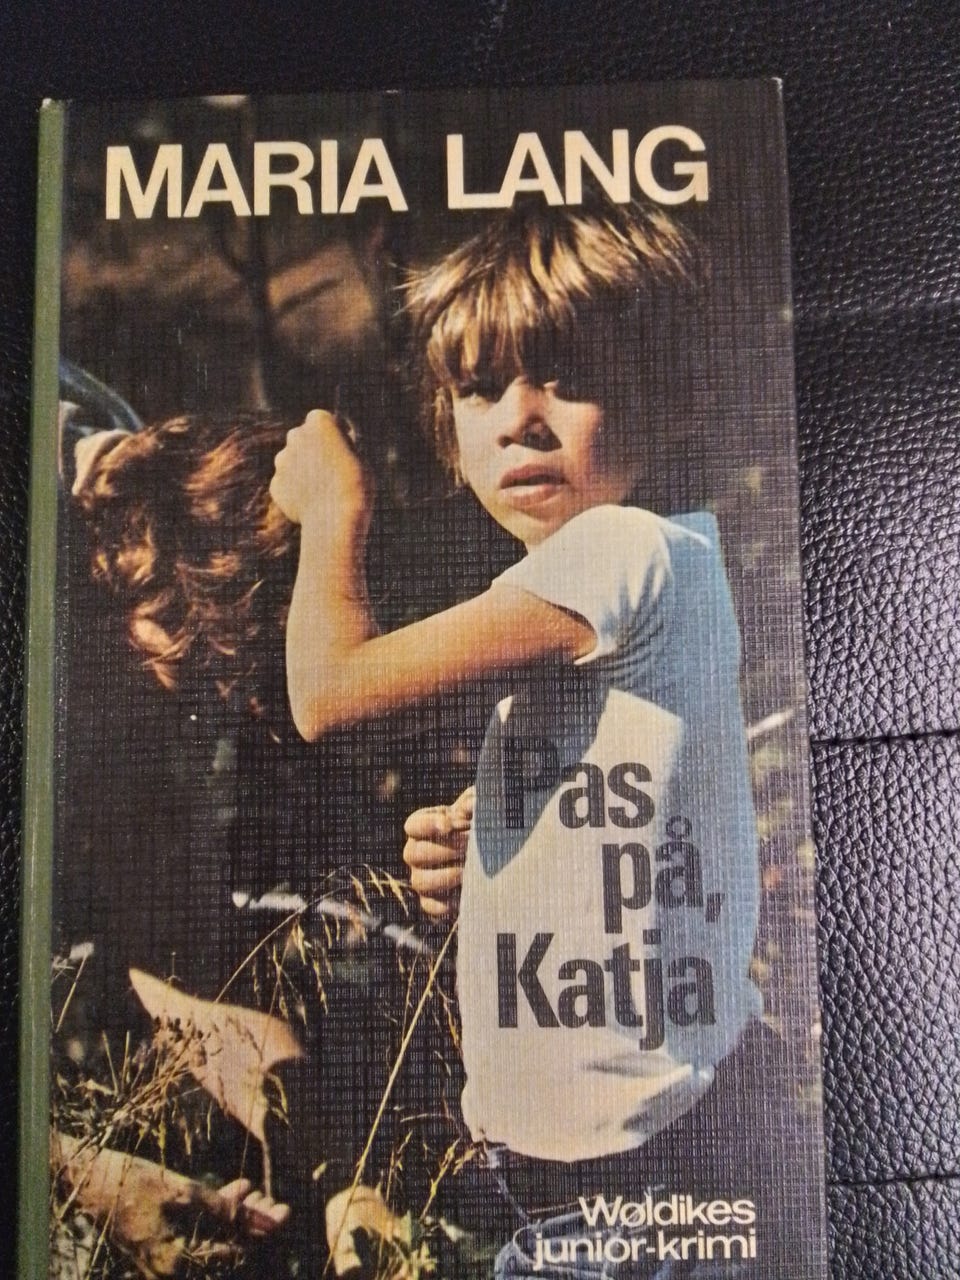 MARIA LANG
Pas
på,
Katja
Wøldikes
junior-krimi